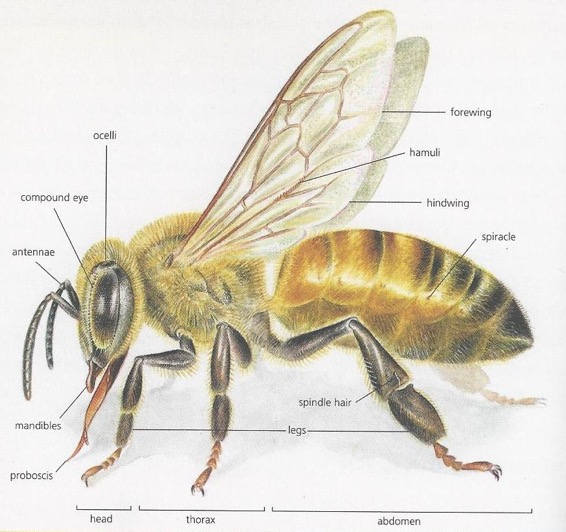 forewing
ocelli
hamuli
compound eye
hindwing
spiracle
antennae
spindle hair
mandibles
legs
proboscis
head
thorax
abdomen